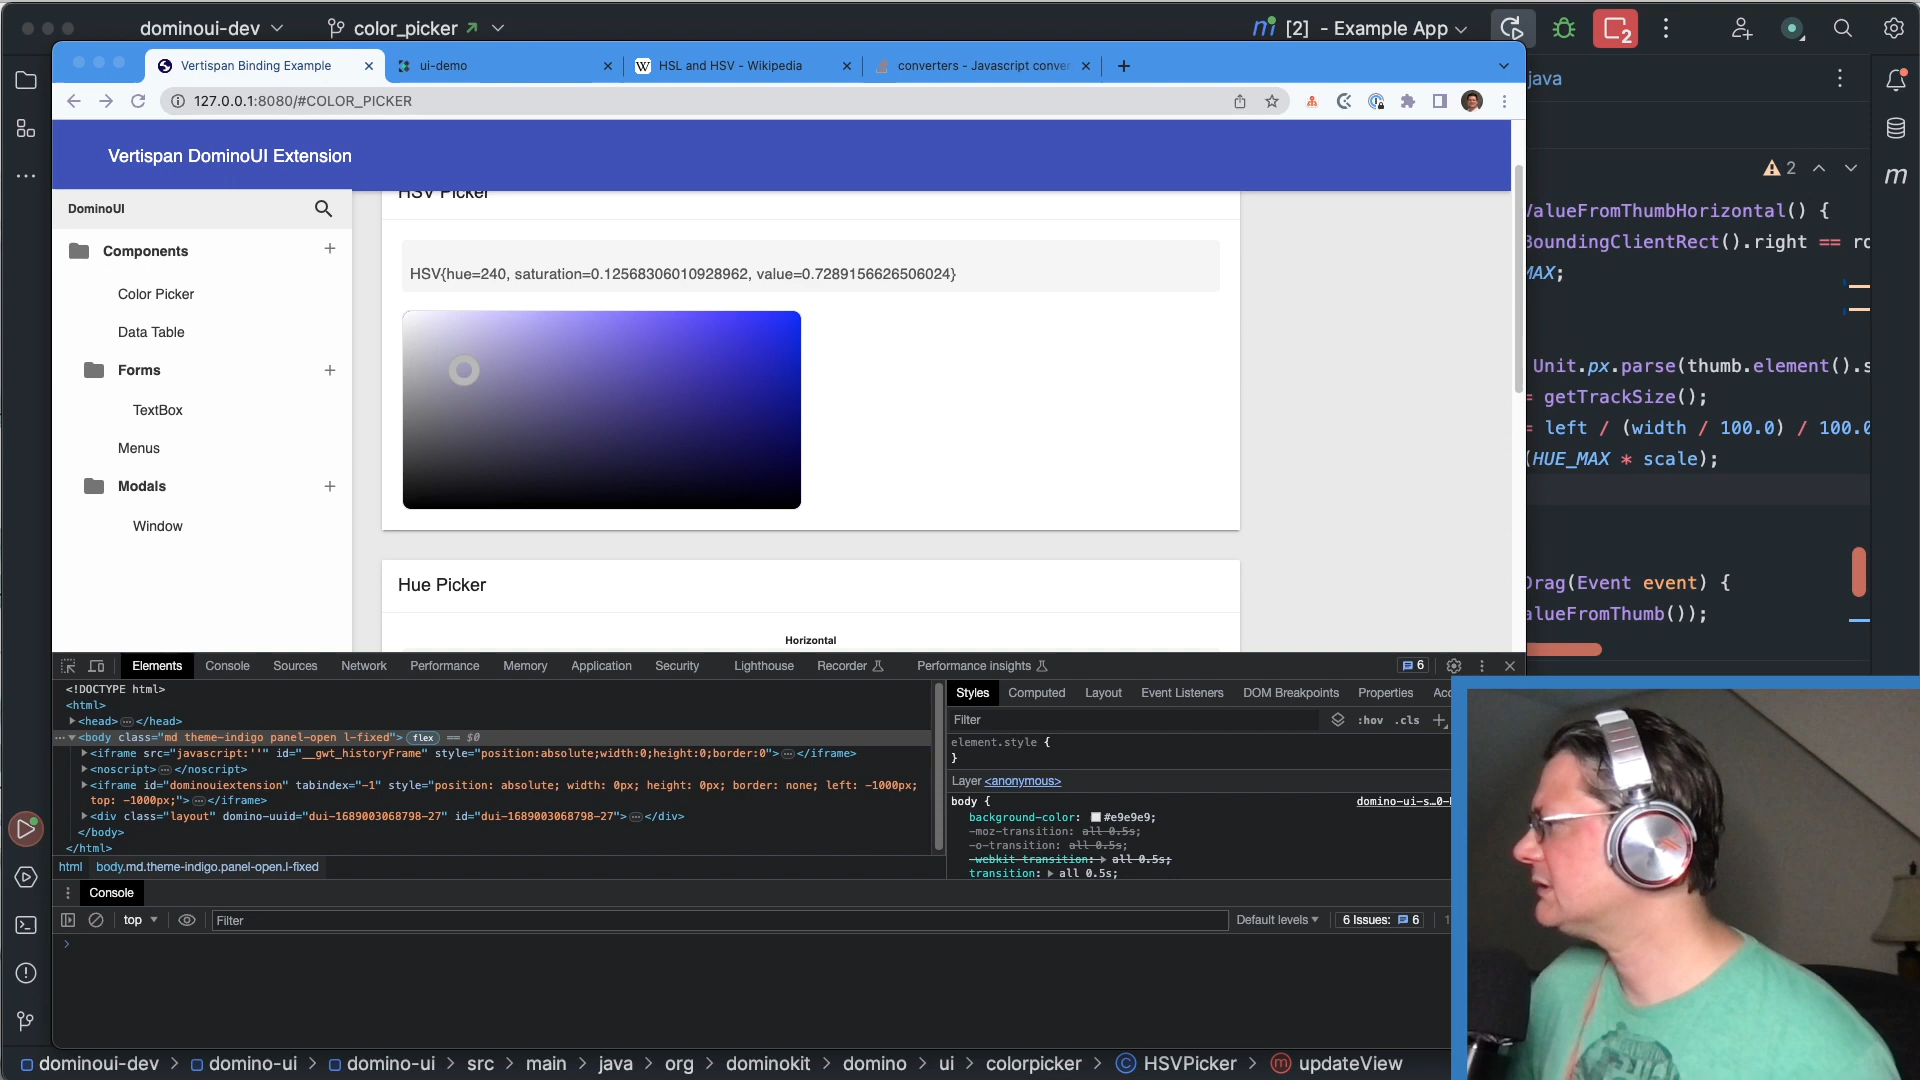 dominoui-dev
color_picker
[2] - Example App
2
Vertispan Binding Example
ui-demo
HSL and HSV - Wikipedia
converters - Javascript conver
127.0.0.1:8080/#COLOR_PICKER
java
Vertispan DominoUI Extension
2
DominoUI
HSV Picker
Components
Color Picker
Data Table
Forms
TextBox
Menus
Modals
Window
HSV{hue=240, saturation=0.12568306010928962, value=0.7289156626506024}
Hue Picker
Horizontal
ValueFromThumbHorizontal() {
BoundingClientRect().right == ro
MAX;
Unit.px.parse(thumb.element().s
= getTrackSize();
= left / (width / 100.0) / 100.0
(HUE_MAX * scale);
Drag(Event event) {
alueFromThumb());
Elements Console Sources Network Performance Memory Application Security Lighthouse Recorder Performance insights 6
<!DOCTYPE html>
<html>
<head>…</head>
… <body class="md theme-indigo panel-open l-fixed"> flex == $0
<iframe src="javascript:''" id="__gwt_historyFrame" style="position:absolute;width:0;height:0;border:0">…</iframe>
<noscript>…</noscript>
<iframe id="dominouiextension" tabindex="-1" style="position: absolute; width: 0px; height: 0px; border: none; left: -1000px;
top: -1000px;">…</iframe>
<div class="layout" domino-uuid="dui-1689003068798-27" id="dui-1689003068798-27">…</div>
</body>
</html>
html body.md.theme-indigo.panel-open.l-fixed
Styles Computed Layout Event Listeners DOM Breakpoints Properties Acc
Filter
:hov .cls
element.style {
}
Layer <anonymous>
body {
domino-ui-s…0-
background-color: #e9e9e9;
-moz-transition: all 0.5s;
-o-transition: all 0.5s;
-webkit-transition: all 0.5s;
transition: all 0.5s;
Console
top Filter Default levels 6 Issues: 6 1
dominoui-dev > domino-ui > domino-ui > src > main > java > org > dominokit > domino > ui > colorpicker > HSVPicker > updateView